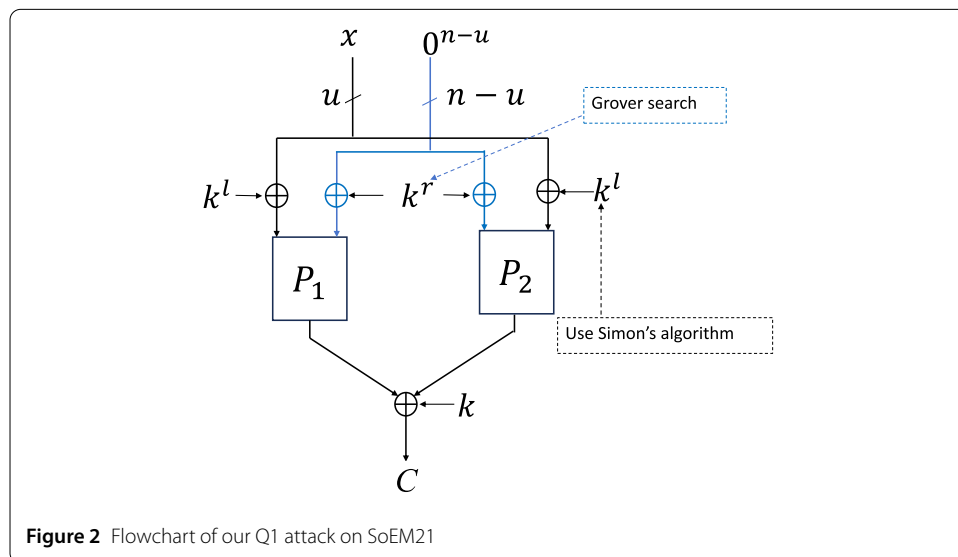 x 0^{n-u}
u n − u
Grover search
k^l k^r k^l
P_1 P_2
Use Simon's algorithm
k
C
Figure 2 Flowchart of our Q1 attack on SoEM21